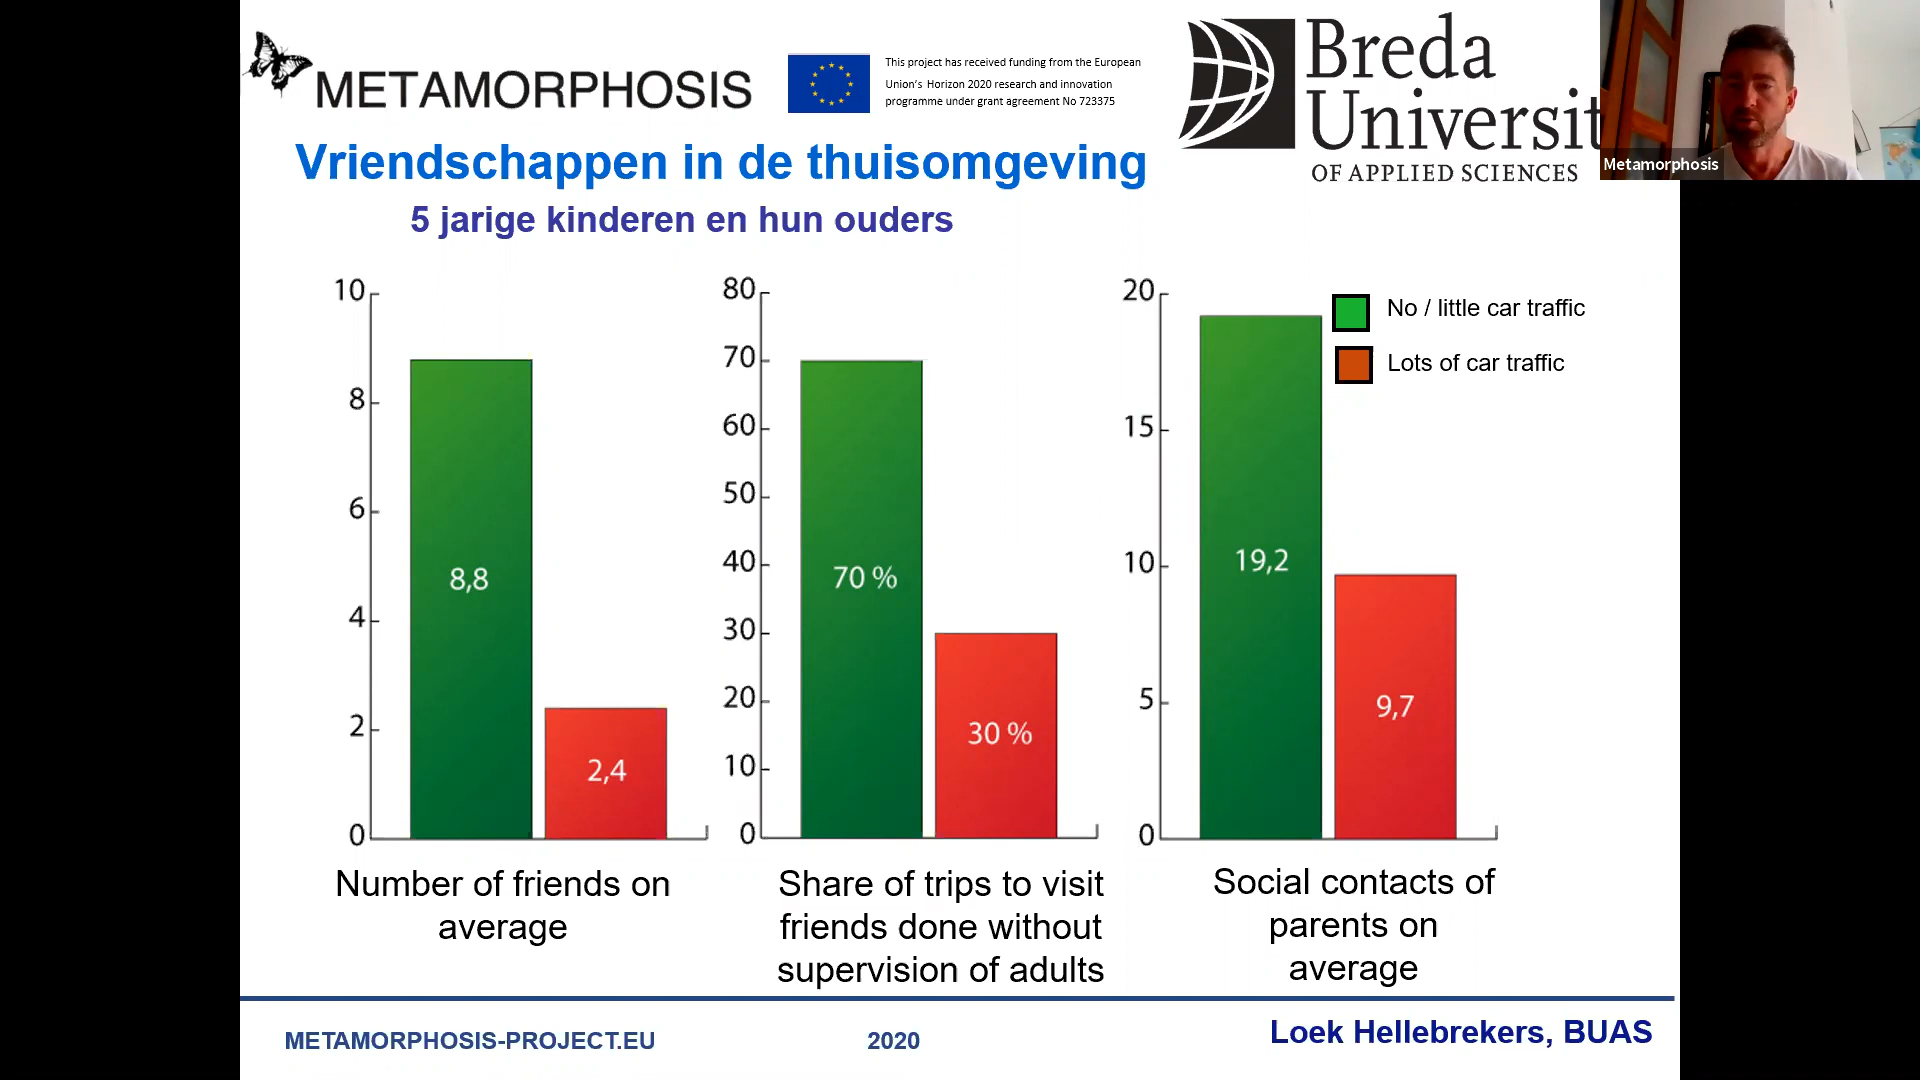 METAMORPHOSIS
This project has received funding from the European
Union's Horizon 2020 research and innovation
programme under grant agreement No 723375
Breda
Universit
OF APPLIED SCIENCES
Metamorphosis
Vriendschappen in de thuisomgeving
5 jarige kinderen en hun ouders
10
8
6
4
2
0
8,8
2,4
Number of friends on
average
80
70
60
50
40
30
20
10
0
70 %
30 %
Share of trips to visit
friends done without
supervision of adults
20
15
10
5
0
19,2
9,7
No / little car traffic
Lots of car traffic
Social contacts of
parents on
average
METAMORPHOSIS-PROJECT.EU
2020
Loek Hellebrekers, BUAS